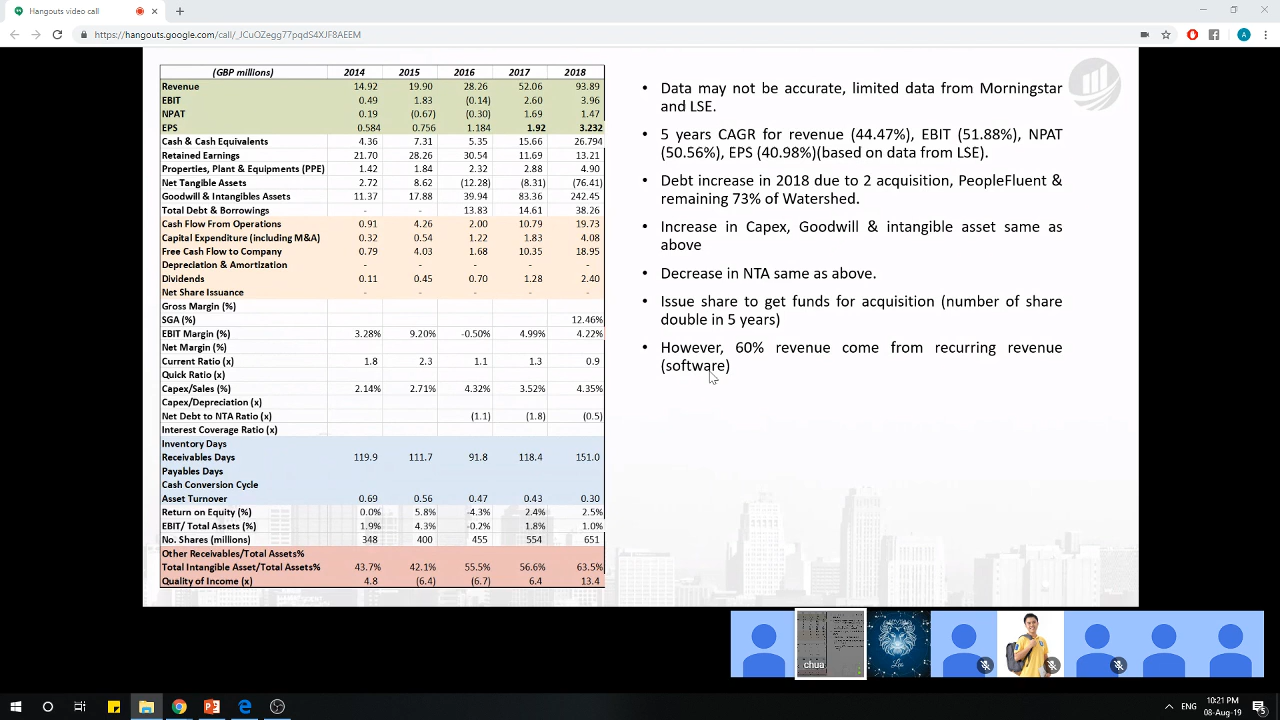 Hangouts video call
https://hangouts.google.com/call/_JCuOZegg77pqdS4XJF8AEEM
(GBP millions) 2014 2015 2016 2017 2018
Revenue 14.92 19.90 28.26 52.06 93.89
EBIT 0.49 1.83 (0.14) 2.60 3.96
NPAT 0.19 (0.67) (0.30) 1.69 1.47
EPS 0.584 0.756 1.184 1.92 3.232
Cash & Cash Equivalents 4.36 7.31 5.35 15.66 26.794
Retained Earnings 21.70 28.26 30.54 11.69 13.21
Properties, Plant & Equipments (PPE) 1.42 1.84 2.32 2.88 4.90
Net Tangible Assets 2.72 8.62 (12.28) (8.31) (76.41)
Goodwill & Intangibles Assets 11.37 17.88 39.94 83.36 242.45
Total Debt & Borrowings - - 13.83 14.61 38.26
Cash Flow From Operations 0.91 4.26 2.00 10.79 19.73
Capital Expenditure (including M&A) 0.32 0.54 1.22 1.83 4.08
Free Cash Flow to Company 0.79 4.03 1.68 10.35 18.95
Depreciation & Amortization - - - - -
Dividends 0.11 0.45 0.70 1.28 2.40
Net Share Issuance - - - - -
Gross Margin (%)
SGA (%) 12.46%
EBIT Margin (%) 3.28% 9.20% -0.50% 4.99% 4.22%
Net Margin (%)
Current Ratio (x) 1.8 2.3 1.1 1.3 0.9
Quick Ratio (x)
Capex/Sales (%) 2.14% 2.71% 4.32% 3.52% 4.35%
Capex/Depreciation (x)
Net Debt to NTA Ratio (x) (1.1) (1.8) (0.5)
Interest Coverage Ratio (x)
Inventory Days
Receivables Days 119.9 111.7 91.8 118.4 151.0
Payables Days
Cash Conversion Cycle
Asset Turnover 0.69 0.56 0.47 0.43 0.30
Return on Equity (%) 0.0% 5.8% -4.3% 2.4% 2.5%
EBIT/ Total Assets (%) 1.9% 4.3% -0.2% 1.8% 1.0%
No. Shares (millions) 348 400 455 554 651
Other Receivables/Total Assets%
Total Intangible Asset/Total Assets% 43.7% 42.1% 55.5% 56.6% 63.5%
Quality of Income (x) 4.8 (6.4) (6.7) 6.4 13.4
• Data may not be accurate, limited data from Morningstar
and LSE.
• 5 years CAGR for revenue (44.47%), EBIT (51.88%), NPAT
(50.56%), EPS (40.98%)(based on data from LSE).
• Debt increase in 2018 due to 2 acquisition, PeopleFluent &
remaining 73% of Watershed.
• Increase in Capex, Goodwill & intangible asset same as
above
• Decrease in NTA same as above.
• Issue share to get funds for acquisition (number of share
double in 5 years)
• However, 60% revenue come from recurring revenue
(software)
chua
Leo
ENG
10:21 PM
08-Aug-19
5